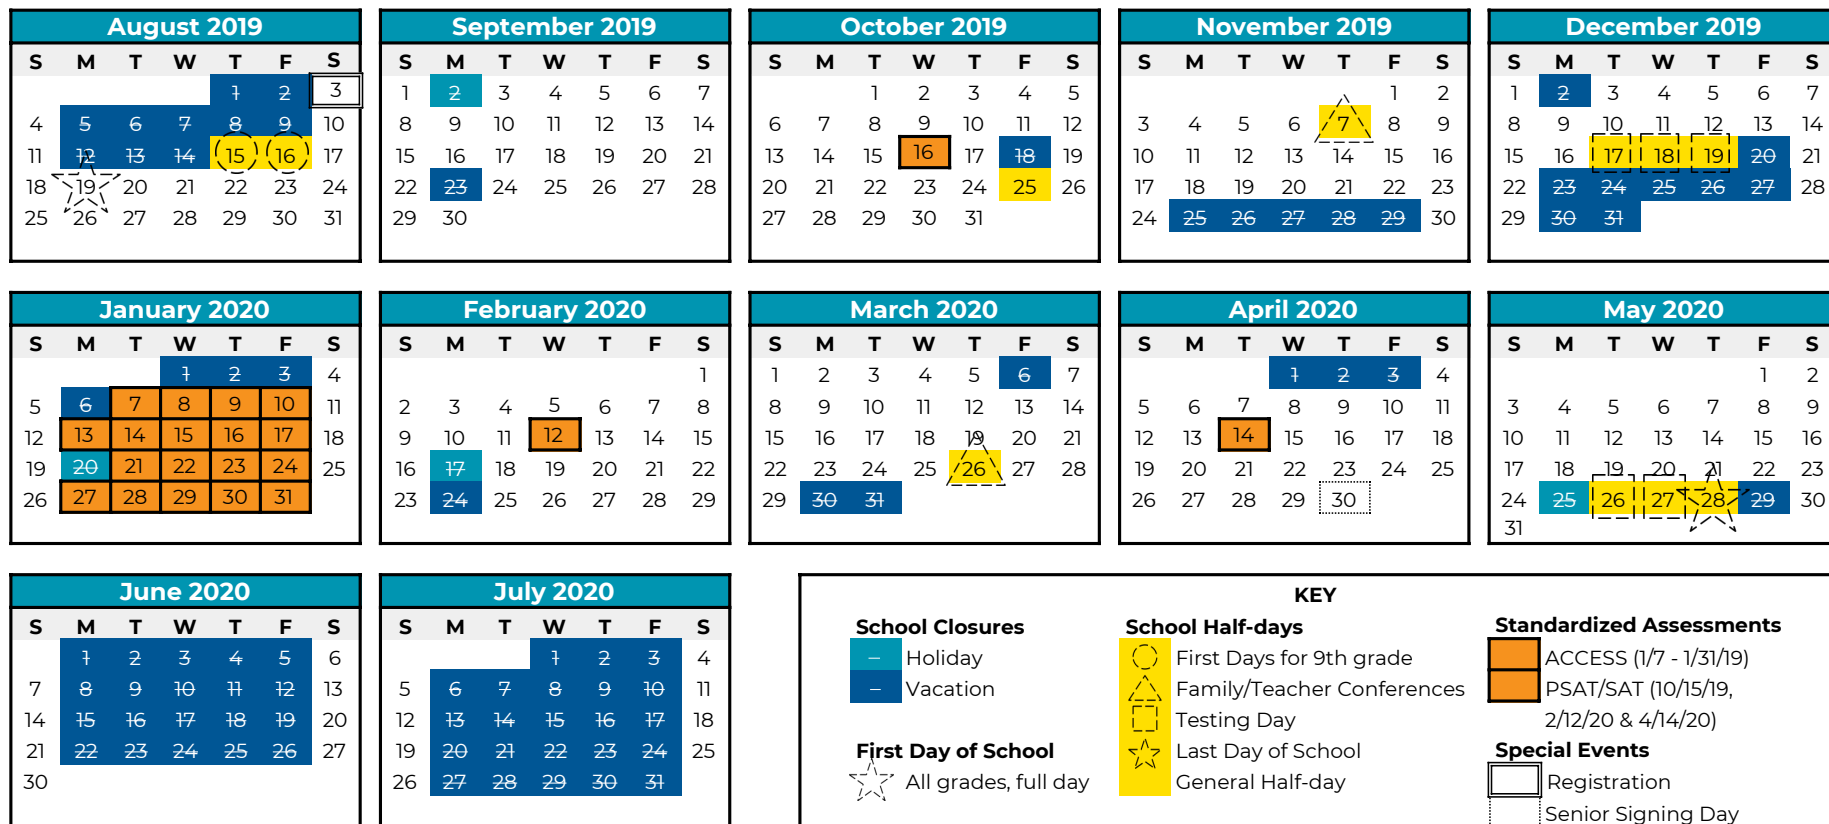 August 2019
S M T W T F S
1 2 3
4 5 6 7 8 9 10
11 12 13 14 15 16 17
18 19 20 21 22 23 24
25 26 27 28 29 30 31
September 2019
S M T W T F S
1 2 3 4 5 6 7
8 9 10 11 12 13 14
15 16 17 18 19 20 21
22 23 24 25 26 27 28
29 30
October 2019
S M T W T F S
1 2 3 4 5
6 7 8 9 10 11 12
13 14 15 16 17 18 19
20 21 22 23 24 25 26
27 28 29 30 31
November 2019
S M T W T F S
1 2
3 4 5 6 7 8 9
10 11 12 13 14 15 16
17 18 19 20 21 22 23
24 25 26 27 28 29 30
December 2019
S M T W T F S
1 2 3 4 5 6 7
8 9 10 11 12 13 14
15 16 17 18 19 20 21
22 23 24 25 26 27 28
29 30 31
January 2020
S M T W T F S
1 2 3 4
5 6 7 8 9 10 11
12 13 14 15 16 17 18
19 20 21 22 23 24 25
26 27 28 29 30 31
February 2020
S M T W T F S
1
2 3 4 5 6 7 8
9 10 11 12 13 14 15
16 17 18 19 20 21 22
23 24 25 26 27 28 29
March 2020
S M T W T F S
1 2 3 4 5 6 7
8 9 10 11 12 13 14
15 16 17 18 19 20 21
22 23 24 25 26 27 28
29 30 31
April 2020
S M T W T F S
1 2 3 4
5 6 7 8 9 10 11
12 13 14 15 16 17 18
19 20 21 22 23 24 25
26 27 28 29 30
May 2020
S M T W T F S
1 2
3 4 5 6 7 8 9
10 11 12 13 14 15 16
17 18 19 20 21 22 23
24 25 26 27 28 29 30
31
June 2020
S M T W T F S
1 2 3 4 5 6
7 8 9 10 11 12 13
14 15 16 17 18 19 20
21 22 23 24 25 26 27
30
July 2020
S M T W T F S
1 2 3 4
5 6 7 8 9 10 11
12 13 14 15 16 17 18
19 20 21 22 23 24 25
26 27 28 29 30 31
KEY
School Closures
– Holiday
– Vacation
First Day of School
All grades, full day
School Half-days
First Days for 9th grade
Family/Teacher Conferences
Testing Day
Last Day of School
General Half-day
Standardized Assessments
ACCESS (1/7 - 1/31/19)
PSAT/SAT (10/15/19,
2/12/20 & 4/14/20)
Special Events
Registration
Senior Signing Day